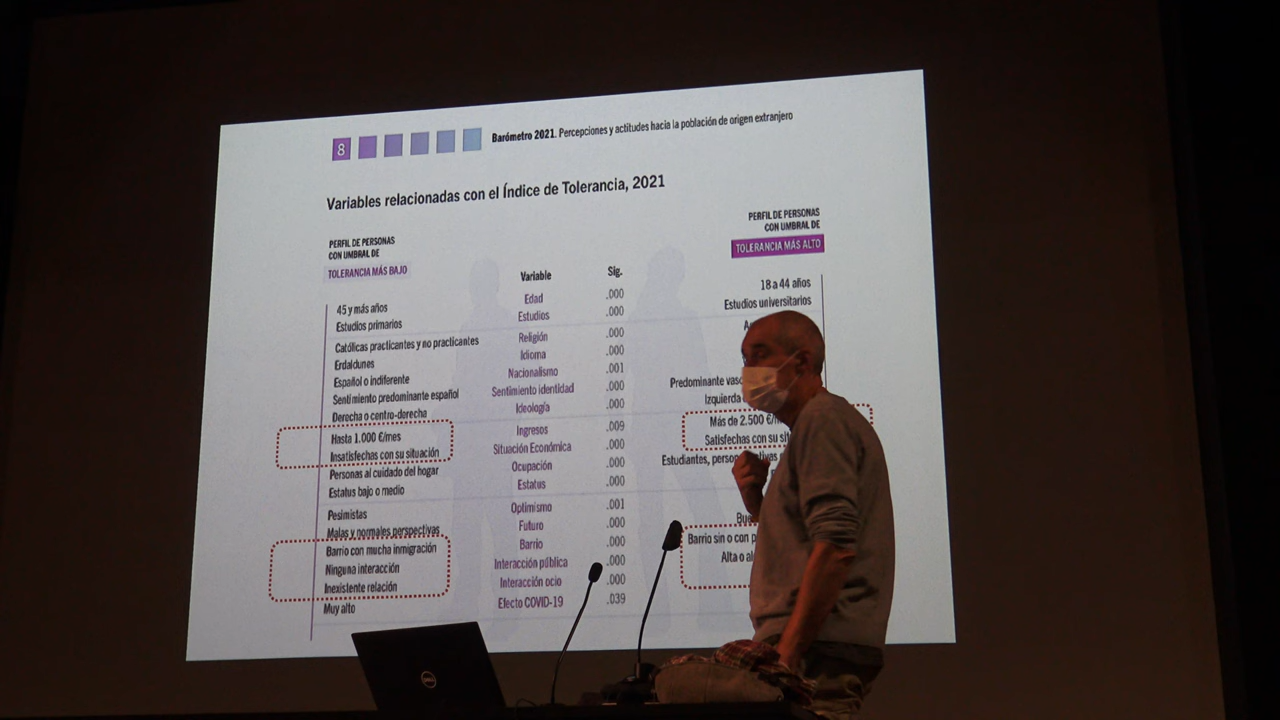 8 Barómetro 2021. Percepciones y actitudes hacia la población de origen extranjero
Variables relacionadas con el Índice de Tolerancia, 2021
PERFIL DE PERSONAS
CON UMBRAL DE
TOLERANCIA MÁS BAJO
Variable
Sig.
PERFIL DE PERSONAS
CON UMBRAL DE
TOLERANCIA MÁS ALTO
45 y más años Edad .000 18 a 44 años
Estudios primarios Estudios .000 Estudios universitarios
Católicas practicantes y no practicantes Religión .000
Erdaldunes Idioma .000
Español o indiferente Nacionalismo .001
Sentimiento predominante español Sentimiento identidad .000 Predominante
Derecha o centro-derecha Ideología .000 Izquierda
Hasta 1.000 €/mes Ingresos .009 Más de 2.500
Insatisfechas con su situación Situación Económica .000 Satisfechas con su
Personas al cuidado del hogar Ocupación .000 Estudiantes,
Estatus bajo o medio Estatus .000
Pesimistas Optimismo .001
Malas y normales perspectivas Futuro .000
Barrio con mucha inmigración Barrio .000 Barrio sin o con
Ninguna interacción Interacción pública .000 Alta o
Inexistente relación Interacción ocio .000
Muy alto Efecto COVID-19 .039
DELL